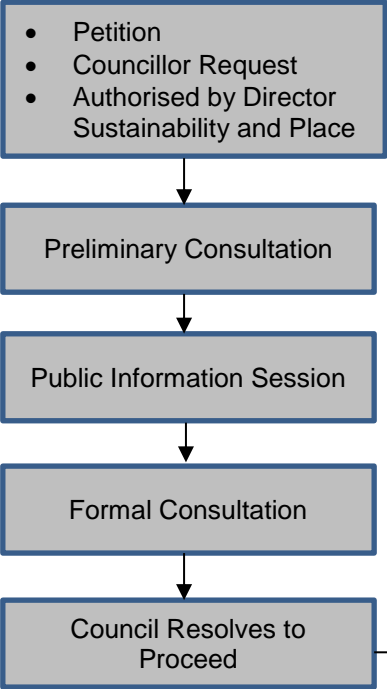 • Petition
• Councillor Request
• Authorised by Director
Sustainability and Place
Preliminary Consultation
Public Information Session
Formal Consultation
Council Resolves to
Proceed